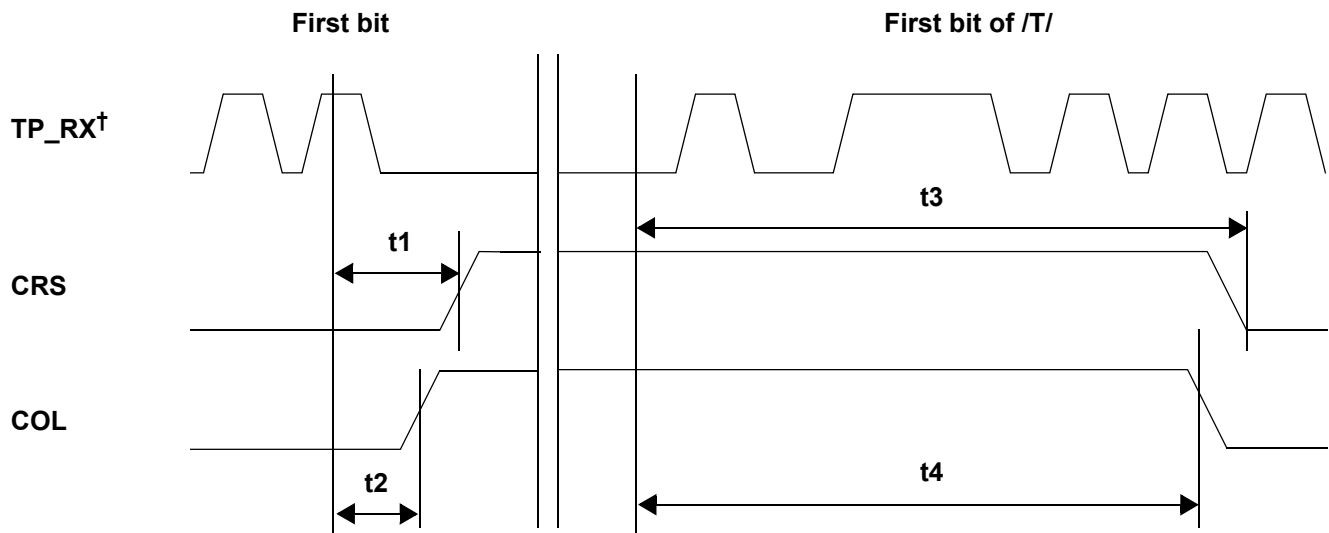 First bit
First bit of /T/
TP_RX†
t3
t1
CRS
COL
t4
t2